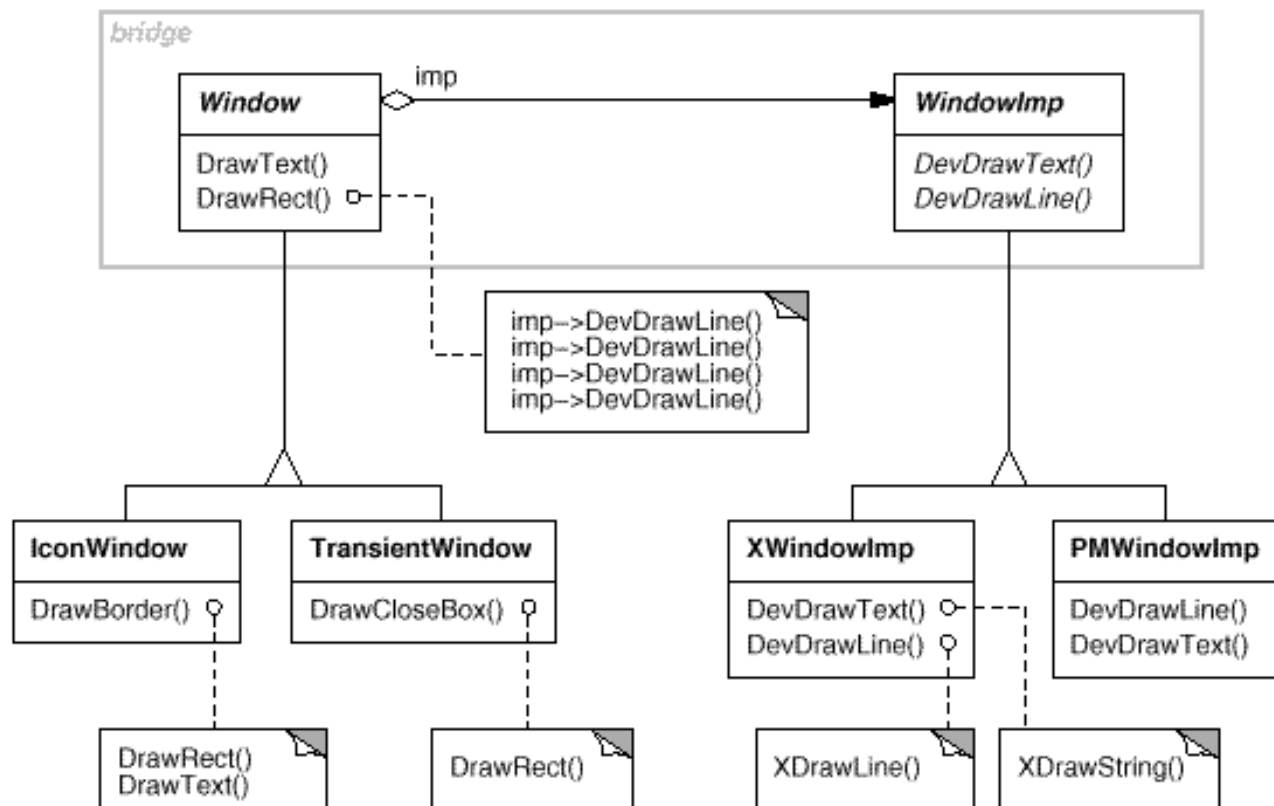 bridge
imp
Window
WindowImp
DrawText()
DrawRect()
DevDrawText()
DevDrawLine()
imp->DevDrawLine()
imp->DevDrawLine()
imp->DevDrawLine()
imp->DevDrawLine()
IconWindow
DrawBorder()
TransientWindow
DrawCloseBox()
XWindowImp
DevDrawText()
DevDrawLine()
PMWindowImp
DevDrawLine()
DevDrawText()
DrawRect()
DrawText()
DrawRect()
XDrawLine()
XDrawString()